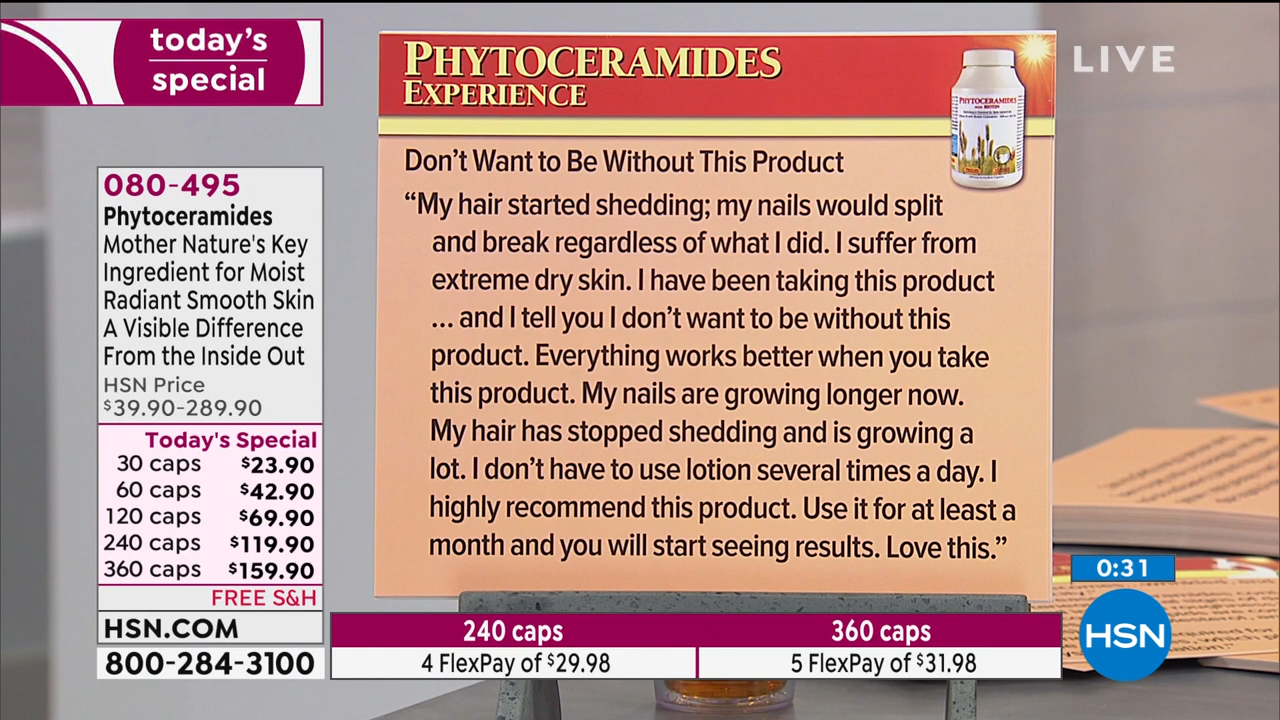 today's
special
LIVE
080-495
Phytoceramides
Mother Nature's Key
Ingredient for Moist
Radiant Smooth Skin
A Visible Difference
From the Inside Out
HSN Price
$39.90-289.90
Today's Special
30 caps $23.90
60 caps $42.90
120 caps $69.90
240 caps $119.90
360 caps $159.90
FREE S&H
HSN.COM
800-284-3100
PHYTOCERAMIDES
EXPERIENCE
PHYTOCERAMIDES
WITH BIOTIN
Don't Want to Be Without This Product
“My hair started shedding; my nails would split
and break regardless of what I did. I suffer from
extreme dry skin. I have been taking this product
... and I tell you I don't want to be without this
product. Everything works better when you take
this product. My nails are growing longer now.
My hair has stopped shedding and is growing a
lot. I don't have to use lotion several times a day. I
highly recommend this product. Use it for at least a
month and you will start seeing results. Love this.”
240 caps 360 caps
4 FlexPay of $29.98 5 FlexPay of $31.98
0:31
HSN